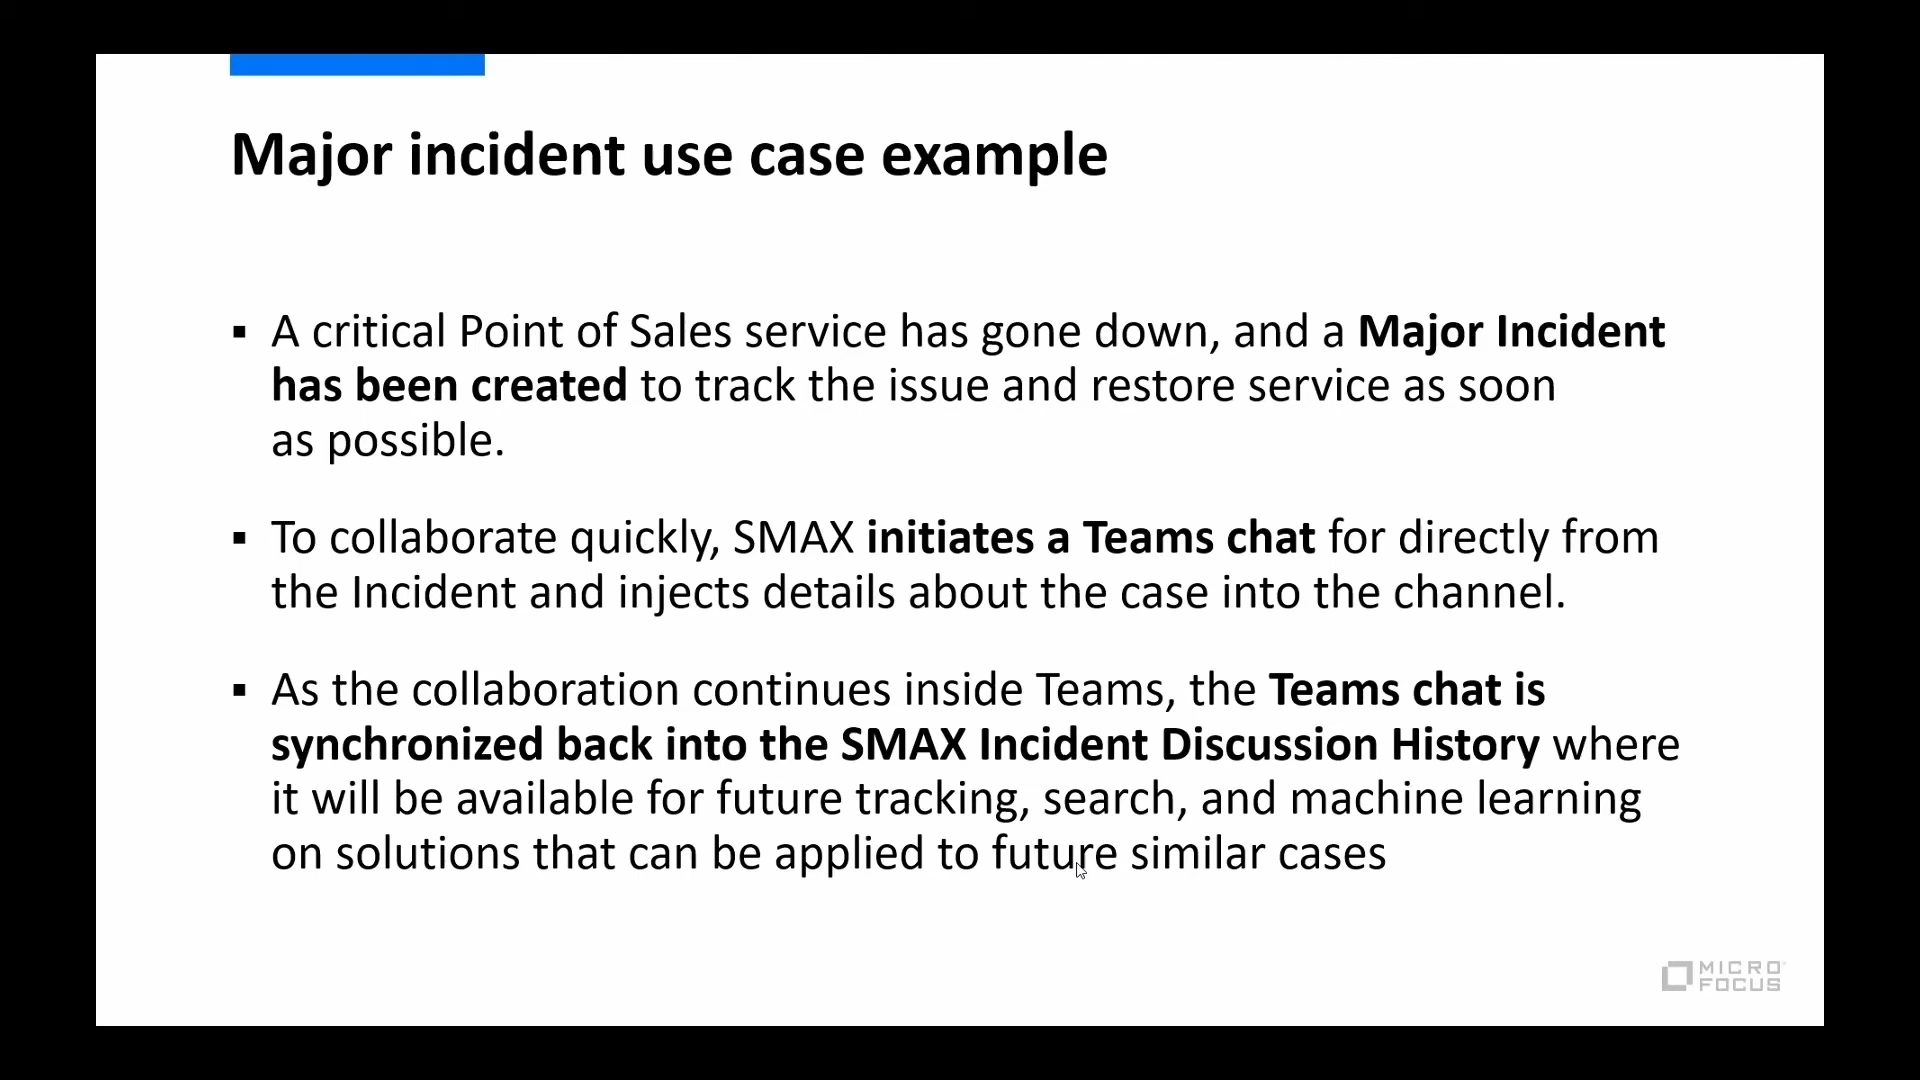 Major incident use case example
▪ A critical Point of Sales service has gone down, and a Major Incident
has been created to track the issue and restore service as soon
as possible.
▪ To collaborate quickly, SMAX initiates a Teams chat for directly from
the Incident and injects details about the case into the channel.
▪ As the collaboration continues inside Teams, the Teams chat is
synchronized back into the SMAX Incident Discussion History where
it will be available for future tracking, search, and machine learning
on solutions that can be applied to future similar cases
MICRO
FOCUS